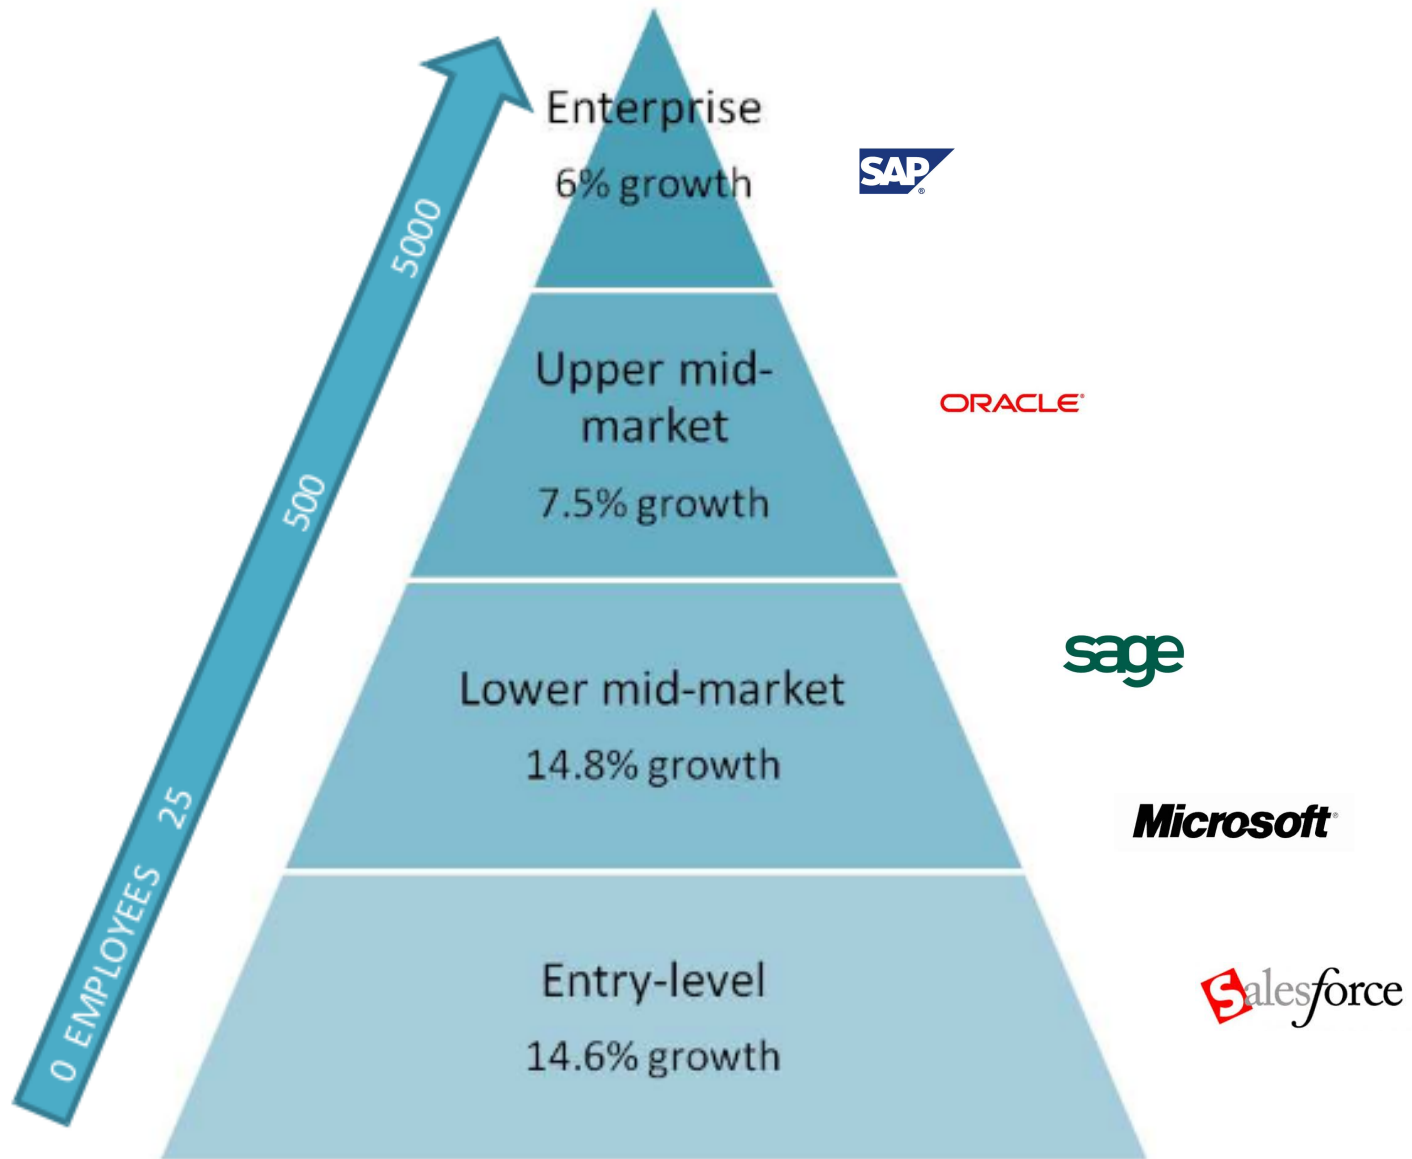 Enterprise
6% growth
SAP®
Upper mid-
market
7.5% growth
ORACLE®
Lower mid-market
14.8% growth
sage
Microsoft®
Entry-level
14.6% growth
salesforce
5000
500
25
0 EMPLOYEES